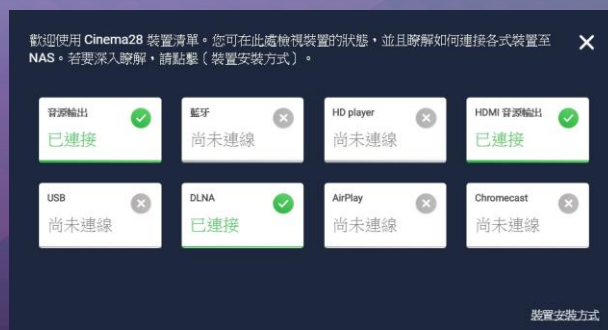 歡迎使用 Cinema28 裝置清單。您可在此處檢視裝置的狀態，並且瞭解如何連接各式裝置至
NAS。若要深入瞭解，請點擊〔裝置安裝方式〕。
音源輸出
已連接
藍牙
尚未連線
HD player
尚未連線
HDMI 音源輸出
已連接
USB
尚未連線
DLNA
已連接
AirPlay
尚未連線
Chromecast
尚未連線
裝置安裝方式